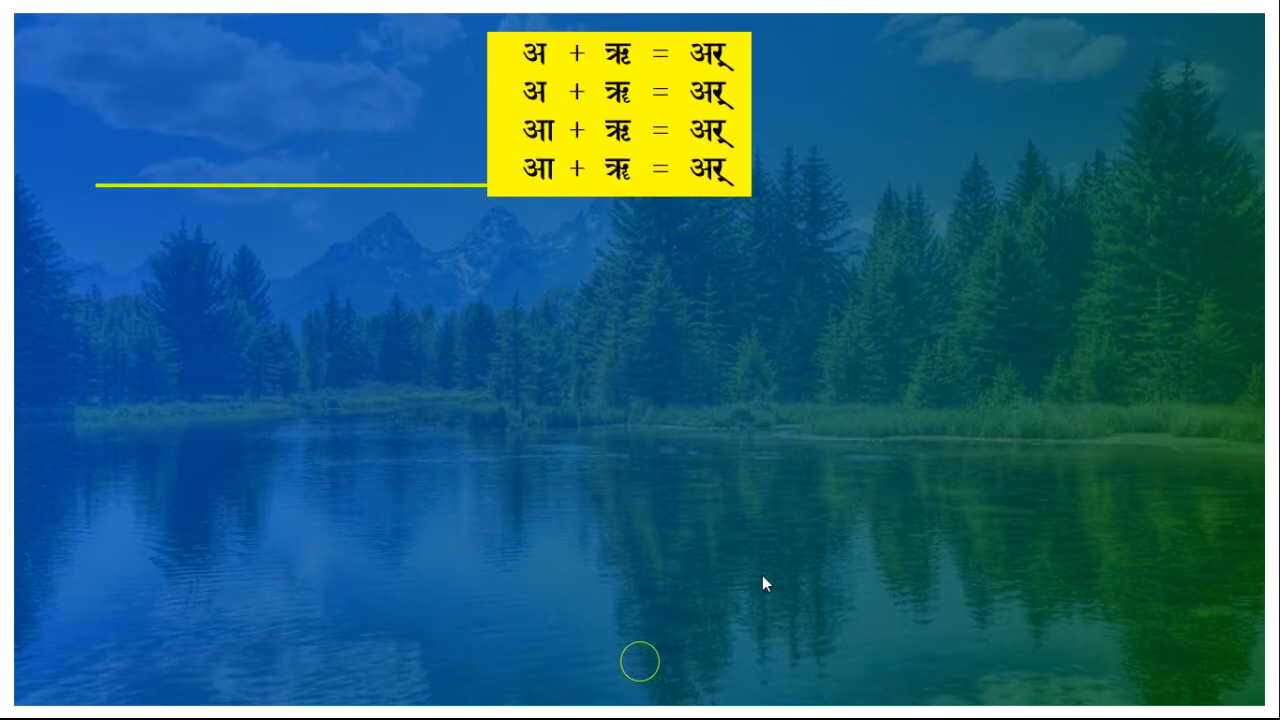 अ + ऋ = अर्
अ + ॠ = अर्
आ + ऋ = अर्
आ + ॠ = अर्